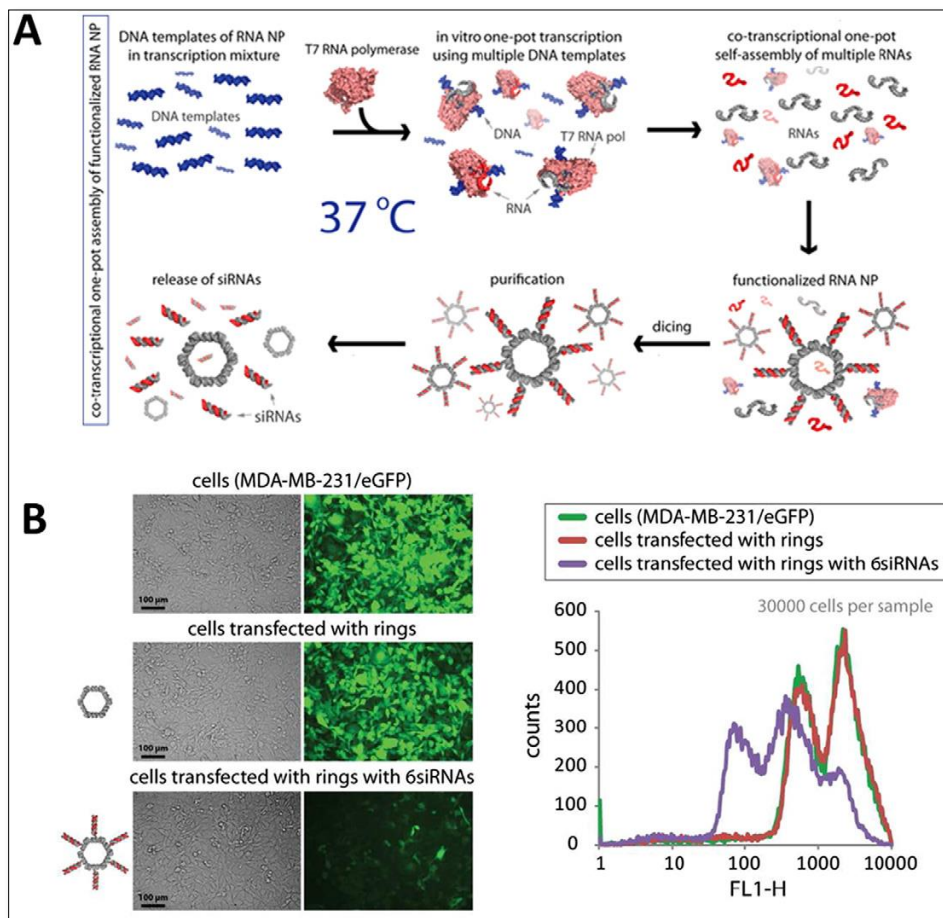 A
co-transcriptional one-pot assembly of functionalized RNA NP
DNA templates of RNA NP
in transcription mixture
DNA templates
T7 RNA polymerase
37 °C
in vitro one-pot transcription
using multiple DNA templates
DNA
T7 RNA pol
RNA
co-transcriptional one-pot
self-assembly of multiple RNAs
RNAs
functionalized RNA NP
dicing
purification
release of siRNAs
siRNAs
B
cells (MDA-MB-231/eGFP)
100 µm
cells transfected with rings
100 µm
cells transfected with rings with 6siRNAs
100 µm
cells (MDA-MB-231/eGFP)
cells transfected with rings
cells transfected with rings with 6siRNAs
30000 cells per sample
counts
600
500
400
300
200
100
0
1
10
100
1000
10000
FL1-H